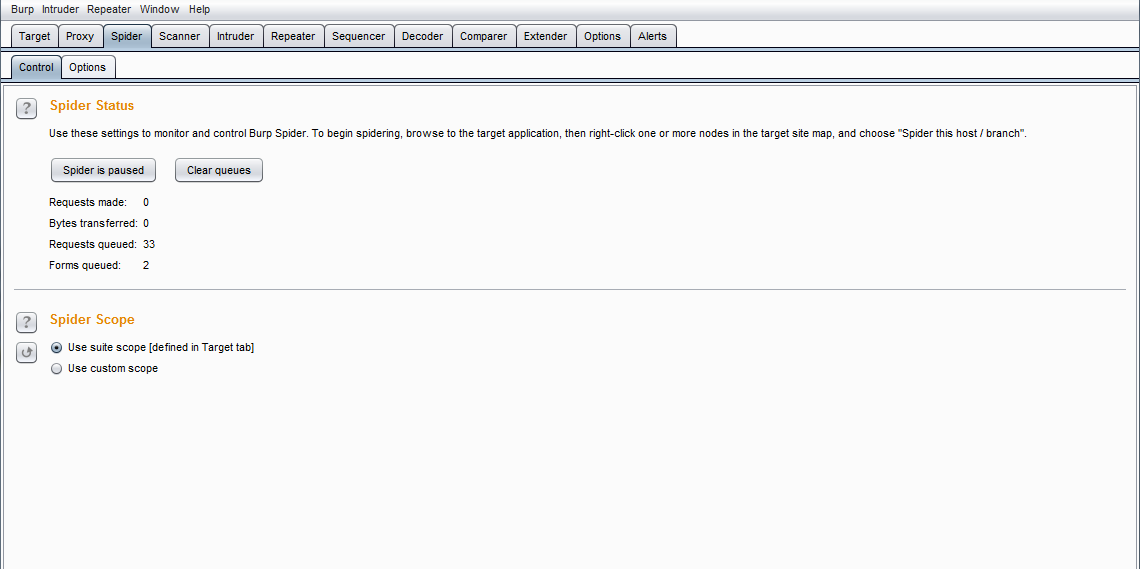 Burp Intruder Repeater Window Help
Target Proxy Spider Scanner Intruder Repeater Sequencer Decoder Comparer Extender Options Alerts
Control Options
? Spider Status
Use these settings to monitor and control Burp Spider. To begin spidering, browse to the target application, then right-click one or more nodes in the target site map, and choose "Spider this host / branch".
Spider is paused Clear queues
Requests made: 0
Bytes transferred: 0
Requests queued: 33
Forms queued: 2
? Spider Scope
Use suite scope [defined in Target tab]
Use custom scope